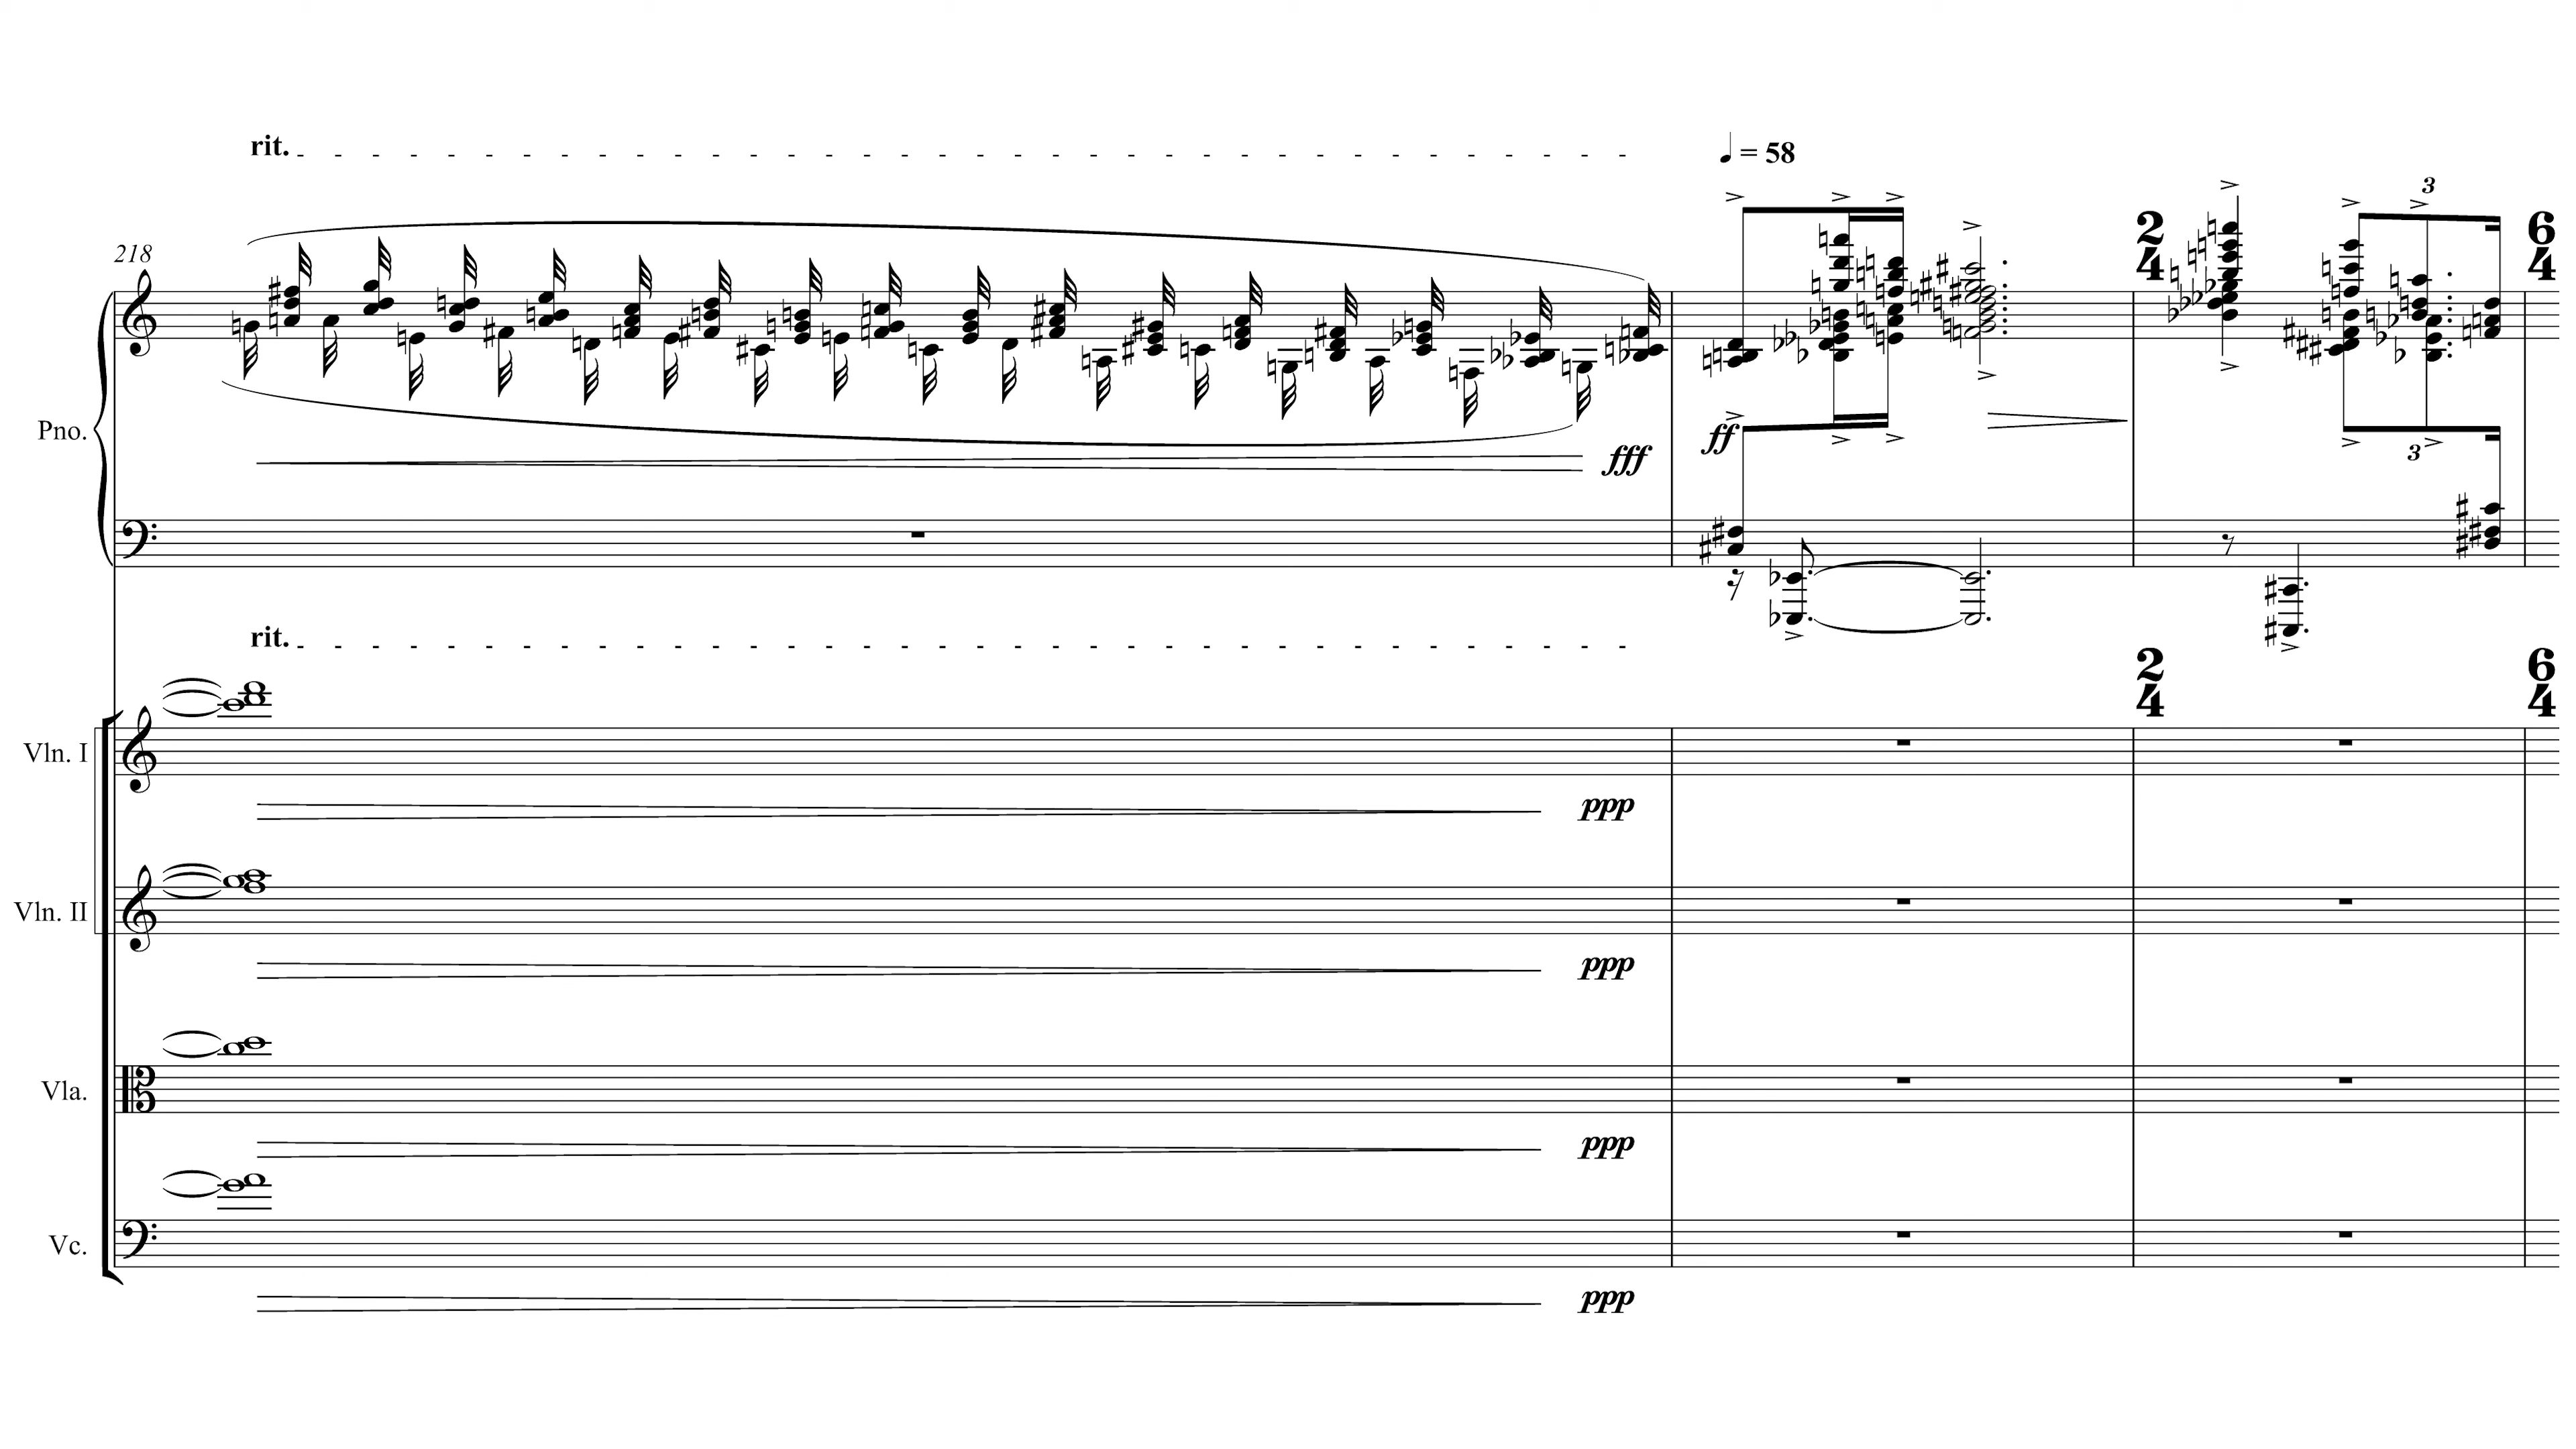 rit.
♩ = 58
3
218
2
4
6
4
Pno.
ff
fff
3
rit.
2
4
6
4
Vln. I
ppp
Vln. II
ppp
Vla.
ppp
Vc.
ppp